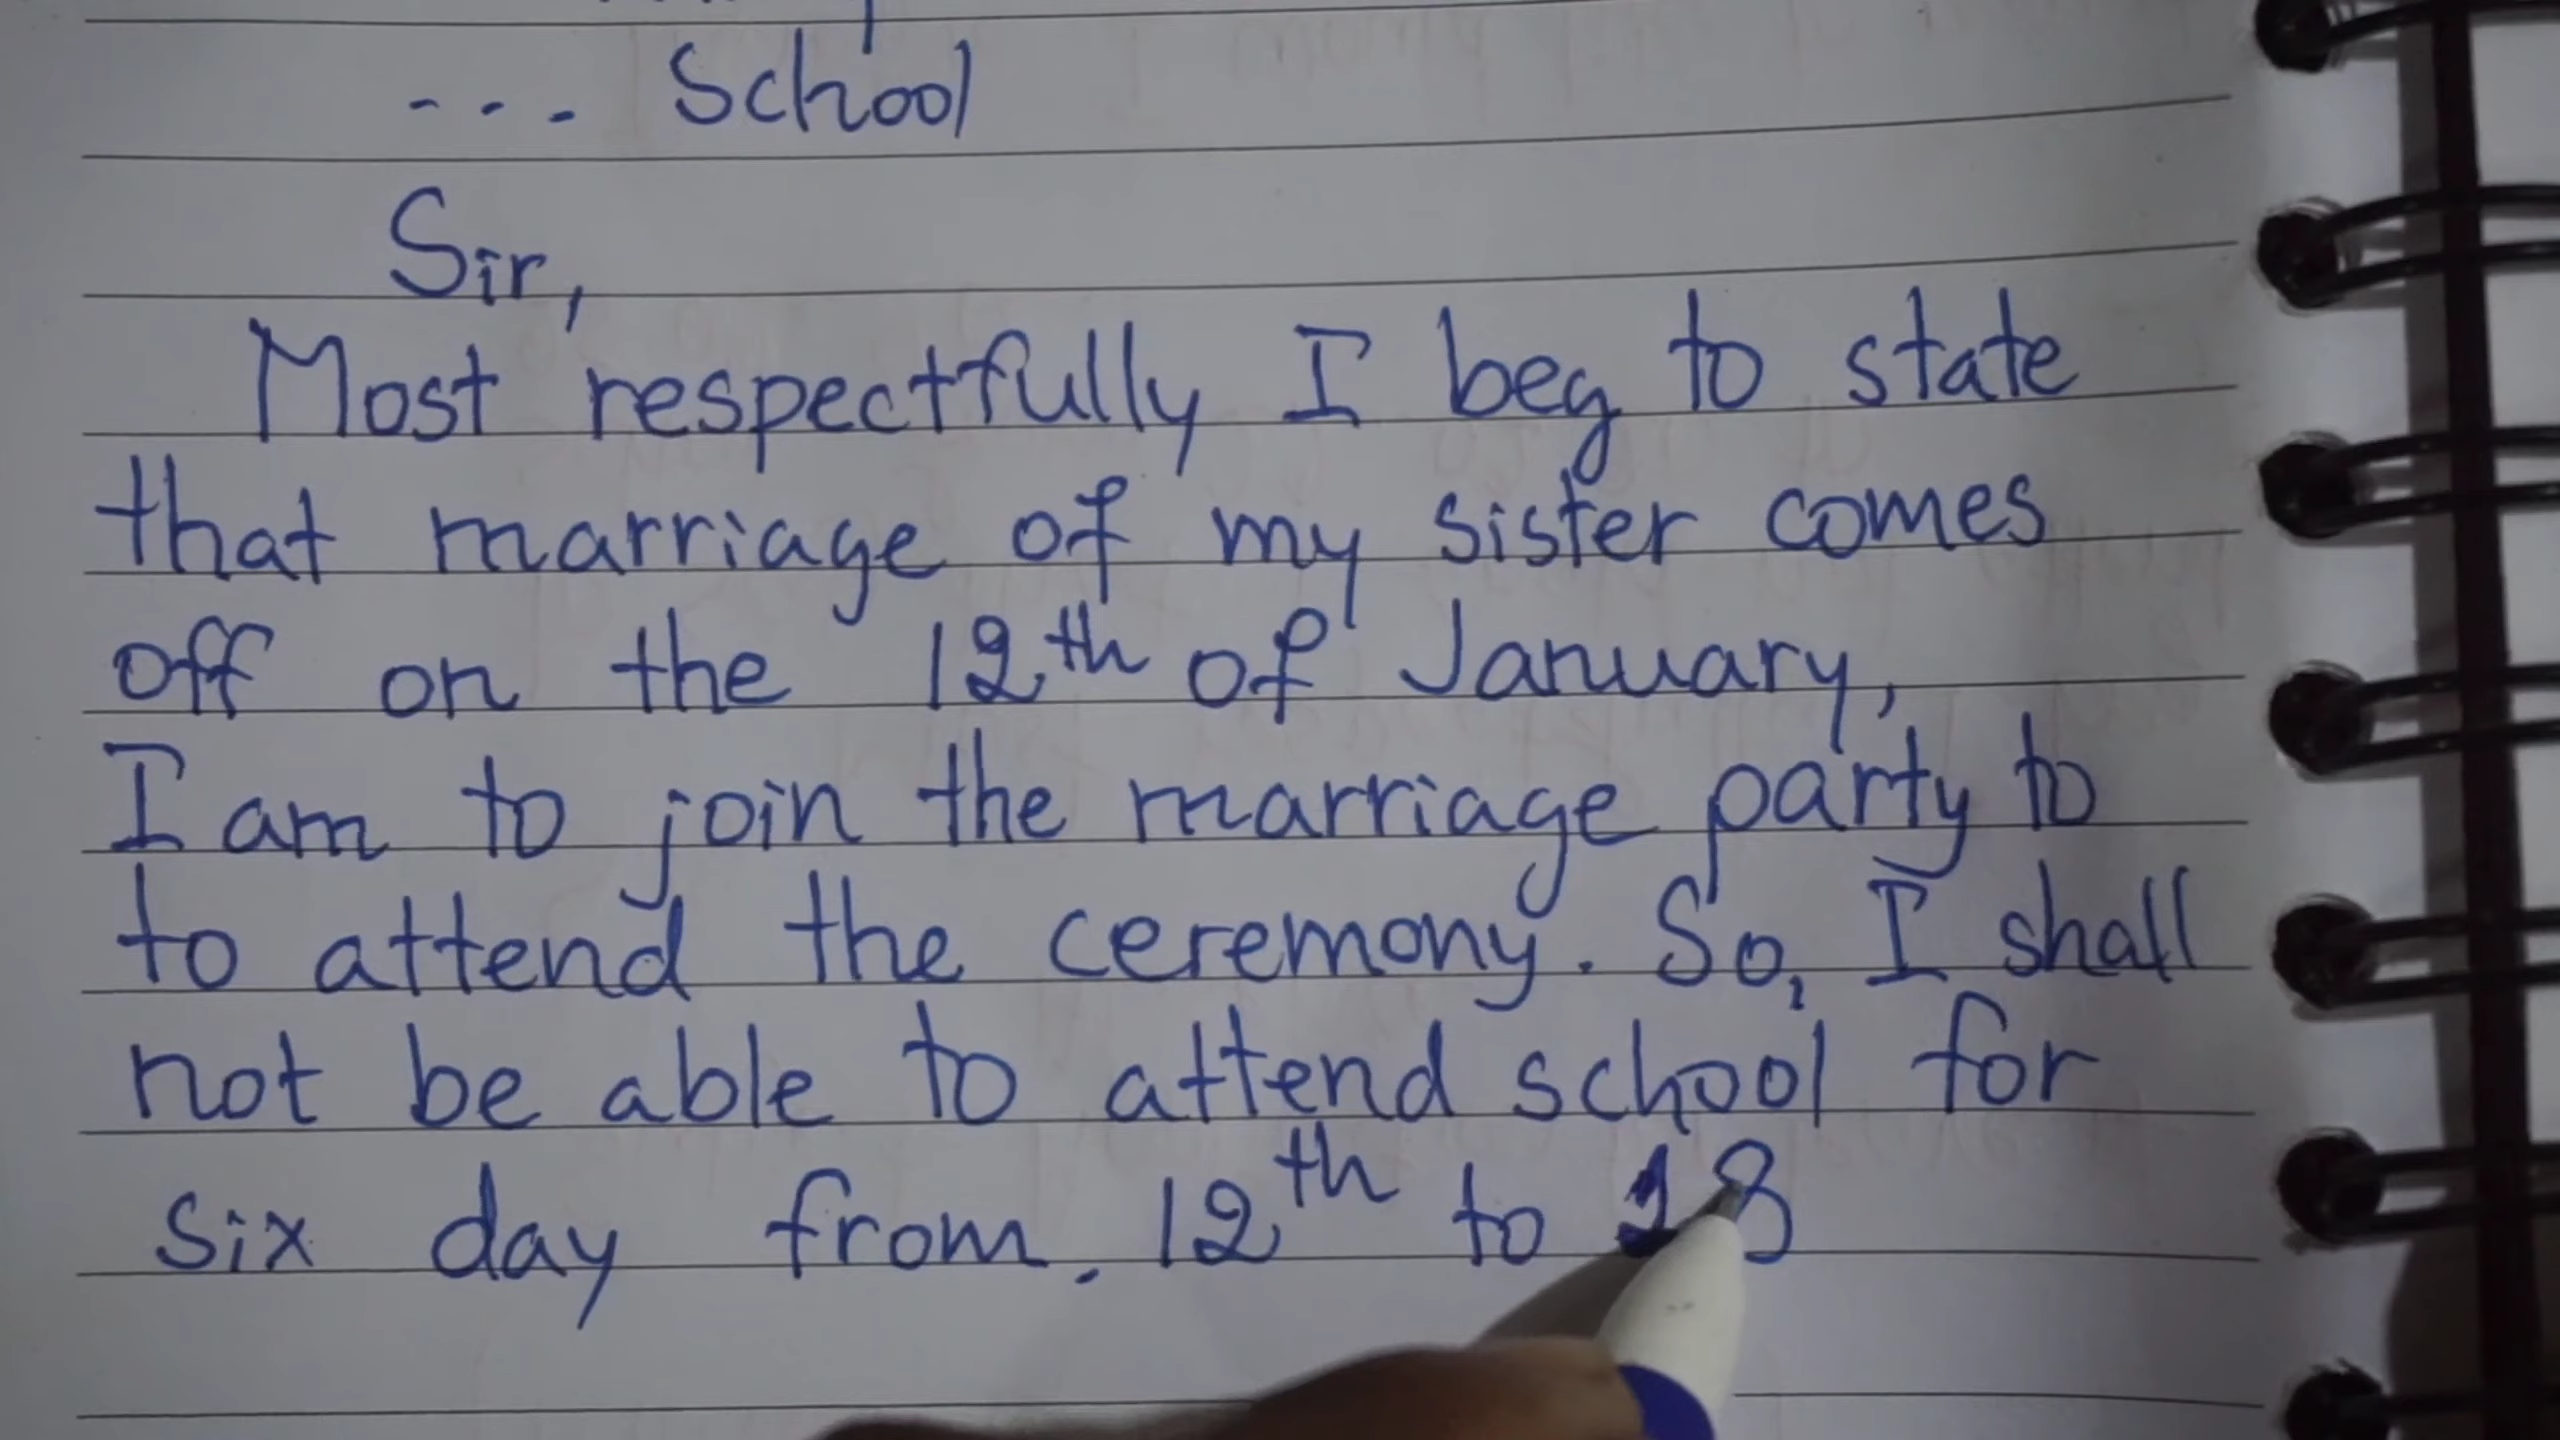 ... School
Sir,
Most respectfully I beg to state
that marriage of my sister comes
off on the 12th of January,
I am to join the marriage party to
to attend the ceremony. So, I shall
not be able to attend school for
six day from. 12th to 18